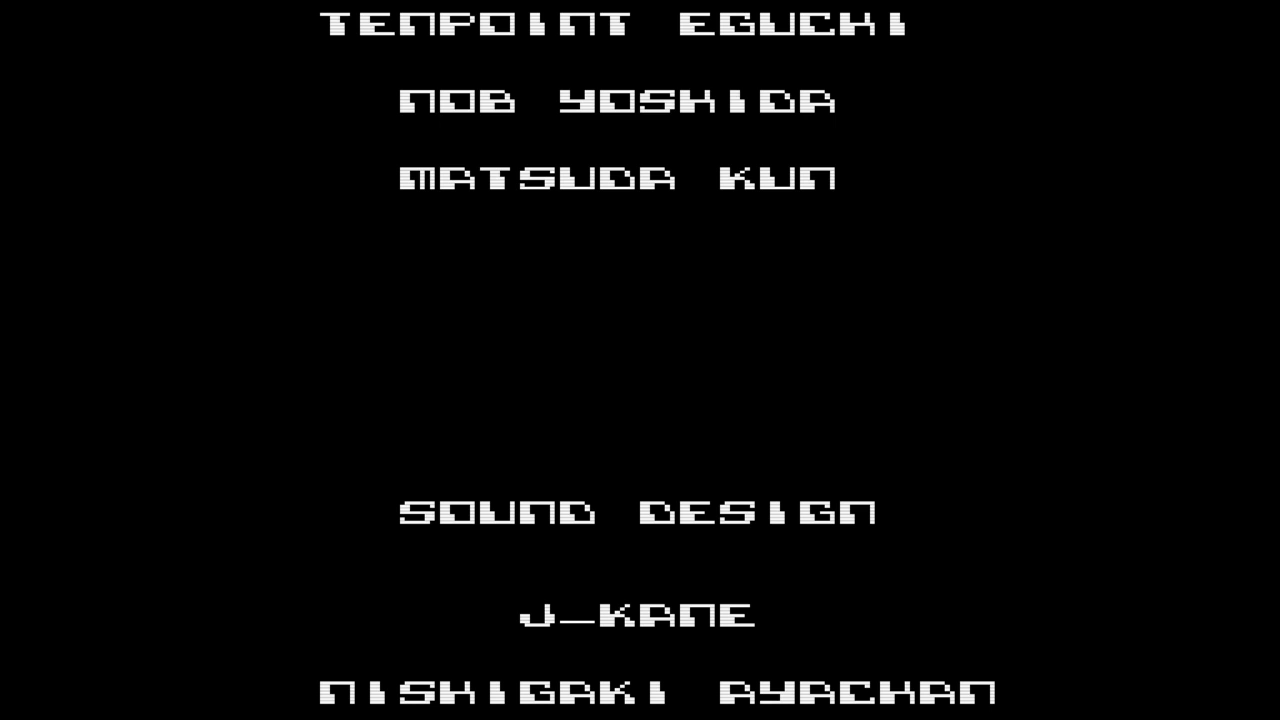 TENPOINT EGUCHI
NOB YOSHIDA
MATSUDA KUN
SOUND DESIGN
J_KANE
NISHIGAKI AYACHAN